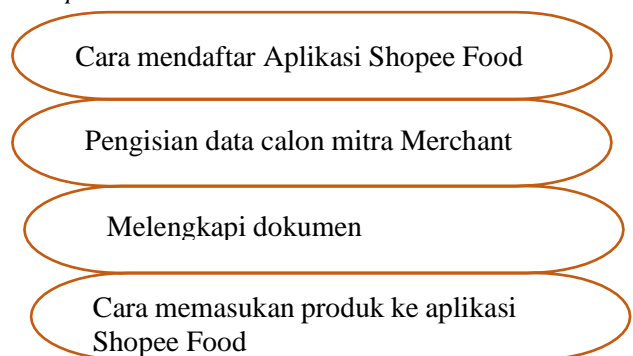 Cara mendaftar Aplikasi Shopee Food
Pengisian data calon mitra Merchant
Melengkapi dokumen
Cara memasukan produk ke aplikasi
Shopee Food